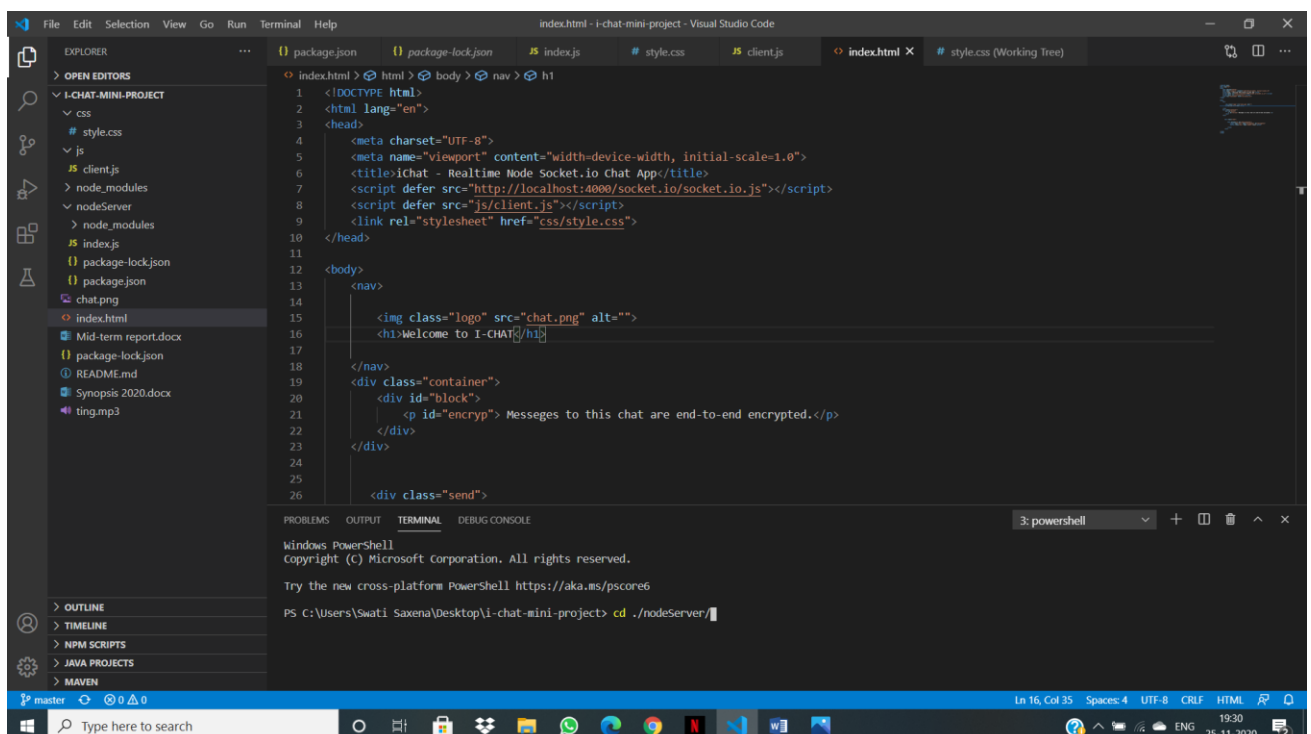 File Edit Selection View Go Run Terminal Help
index.html - i-chat-mini-project - Visual Studio Code
EXPLORER
OPEN EDITORS
I-CHAT-MINI-PROJECT
css
# style.css
js
JS client.js
node_modules
nodeServer
node_modules
JS index.js
{} package-lock.json
{} package.json
chat.png
index.html
Mid-term report.docx
{} package-lock.json
README.md
Synopsis 2020.docx
ting.mp3
OUTLINE
TIMELINE
NPM SCRIPTS
JAVA PROJECTS
MAVEN
{} package.json {} package-lock.json JS index.js # style.css JS client.js index.html # style.css (Working Tree)
index.html > html > body > nav > h1
1 <!DOCTYPE html>
2 <html lang="en">
3 <head>
4 <meta charset="UTF-8">
5 <meta name="viewport" content="width=device-width, initial-scale=1.0">
6 <title>iChat - Realtime Node Socket.io Chat App</title>
7 <script defer src="http://localhost:4000/socket.io/socket.io.js"></script>
8 <script defer src="js/client.js"></script>
9 <link rel="stylesheet" href="css/style.css">
10 </head>
11
12 <body>
13 <nav>
14
15 <img class="logo" src="chat.png" alt="">
16 <h1>Welcome to I-CHAT</h1>
17
18 </nav>
19 <div class="container">
20 <div id="block">
21 <p id="encryp"> Messeges to this chat are end-to-end encrypted.</p>
22 </div>
23 </div>
24
25
26 <div class="send">
PROBLEMS OUTPUT TERMINAL DEBUG CONSOLE
3: powershell
Windows PowerShell
Copyright (C) Microsoft Corporation. All rights reserved.
Try the new cross-platform PowerShell https://aka.ms/pscore6
PS C:\Users\Swati Saxena\Desktop\i-chat-mini-project> cd ./nodeServer/
master 0 0
Ln 16, Col 35 Spaces: 4 UTF-8 CRLF HTML
Type here to search
ENG
19:30
25-11-2020